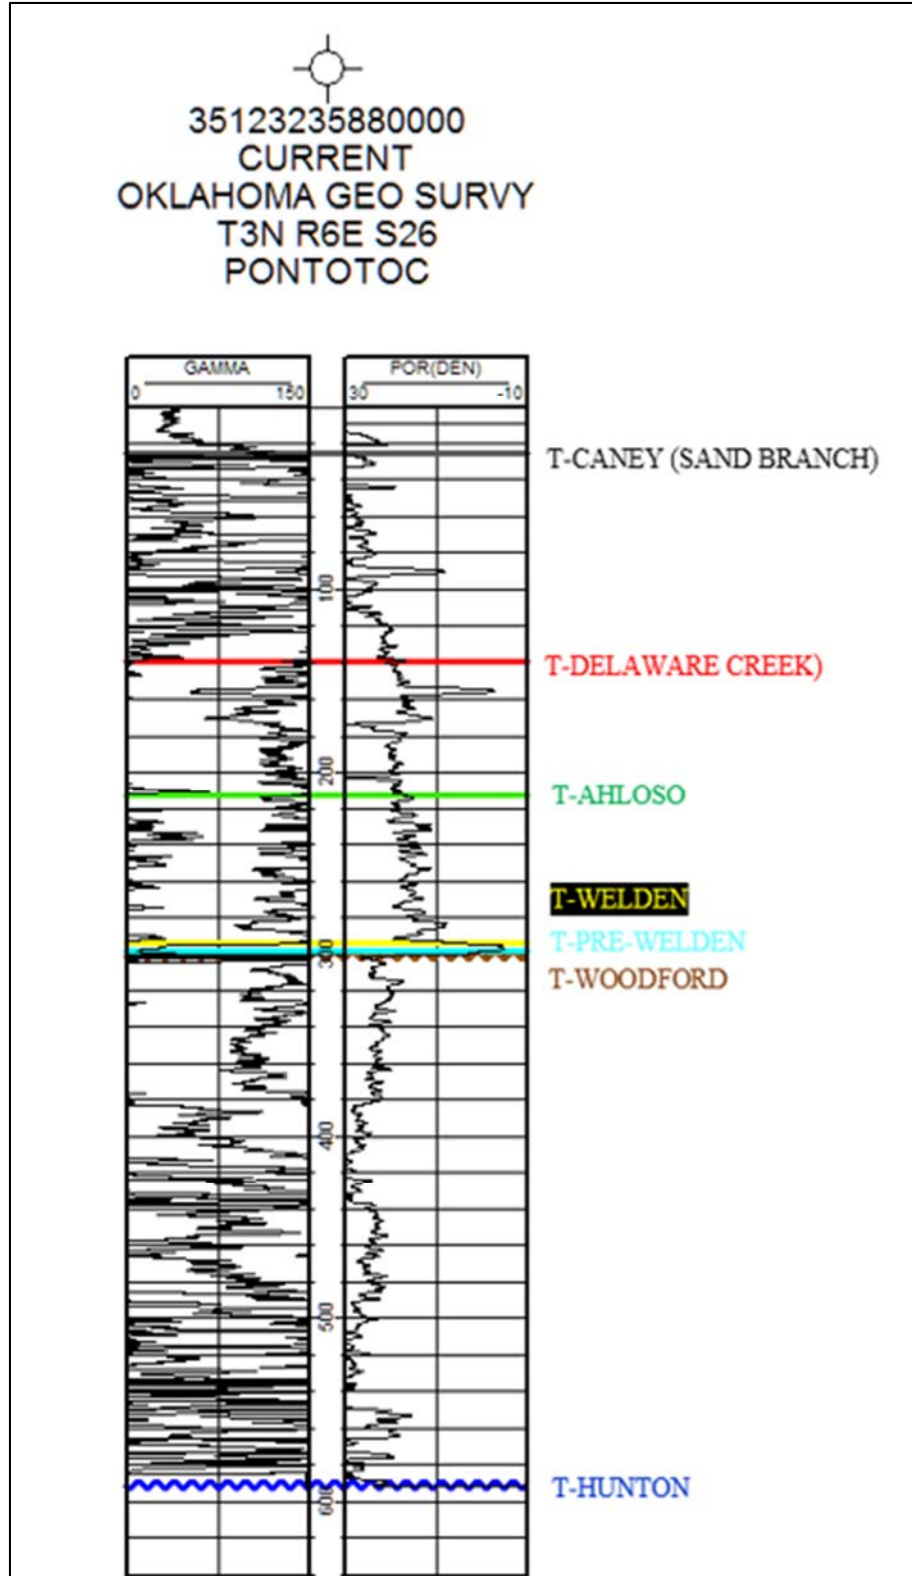 35123235880000
CURRENT
OKLAHOMA GEO SURVY
T3N R6E S26
PONTOTOC
GAMMA
0 150
POR(DEN)
30 -10
T-CANEY (SAND BRANCH)
100
T-DELAWARE CREEK)
200
T-AHLOSO
T-WELDEN
T-PRE-WELDEN
300
T-WOODFORD
400
500
T-HUNTON
600